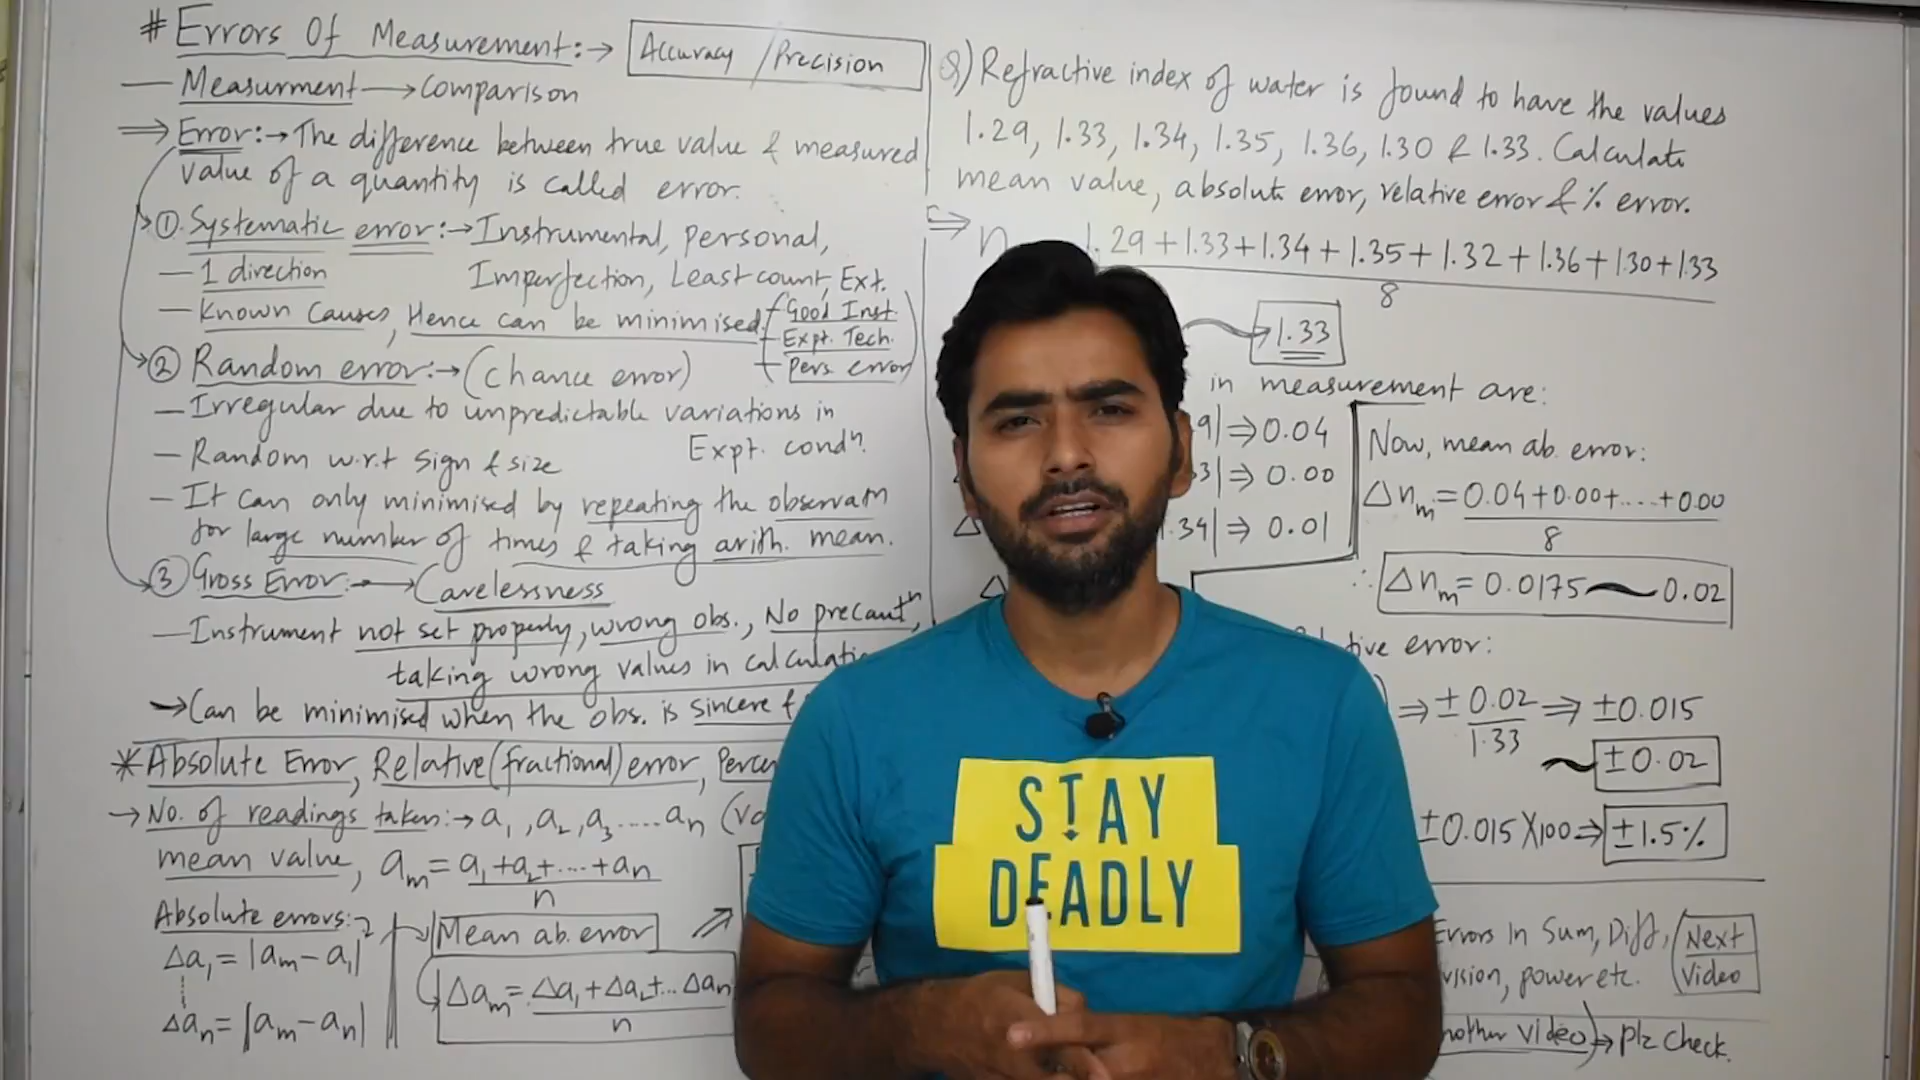 # Errors Of Measurement:→
Accuracy / Precision
— Measurment → Comparison
⇒ Error:→ The difference between true value & measured
value of a quantity is called error.
① Systematic error:→ Instrumental, personal,
— 1 direction Imperfection, Least count, Ext.
— Known Causes, Hence can be minimised
Good Inst.
Expt. Tech.
Pers. error
② Random error:→ (Chance error)
— Irregular due to unpredictable variations in
Expt. condn.
— Random w.r.t sign & size
— It can only minimised by repeating the observatn
for large number of times & taking arith. mean.
③ Gross Error:→ Carelessness
— Instrument not set properly, wrong obs., No precautn,
taking wrong values in calculati
→ Can be minimised when the obs. is sincere &
* Absolute Error, Relative (fractional) error, Perce
→ No. of readings taken:→ a1, a2, a3.....an (Va
mean value, am = a1+a2+....+an
n
Absolute errors:
Δa1 = |am-a1|
Δan = |am-an|
Mean ab. error
Δam = Δa1+Δa2+...Δan
n
Q) Refractive index of water is found to have the values
1.29, 1.33, 1.34, 1.35, 1.36, 1.30 & 1.33. Calculate
mean value, absolute error, relative error & % error.
⇒ n 1.29+1.33+1.34+1.35+1.32+1.36+1.30+1.33
8
→ 1.33
in measurement are:
9| ⇒ 0.04
3| ⇒ 0.00
1.34| ⇒ 0.01
Now, mean ab. error:
Δnm = 0.04+0.00+....+0.00
8
∴ Δnm = 0.0175 ~ 0.02
tive error:
⇒ ± 0.02 ⇒ ±0.015
1.33
~ ±0.02
±0.015 X100 ⇒ ±1.5%
Errors In Sum, Diff,
vision, power etc.
Next
Video
nother video) → plz check.
STAY
DEADLY